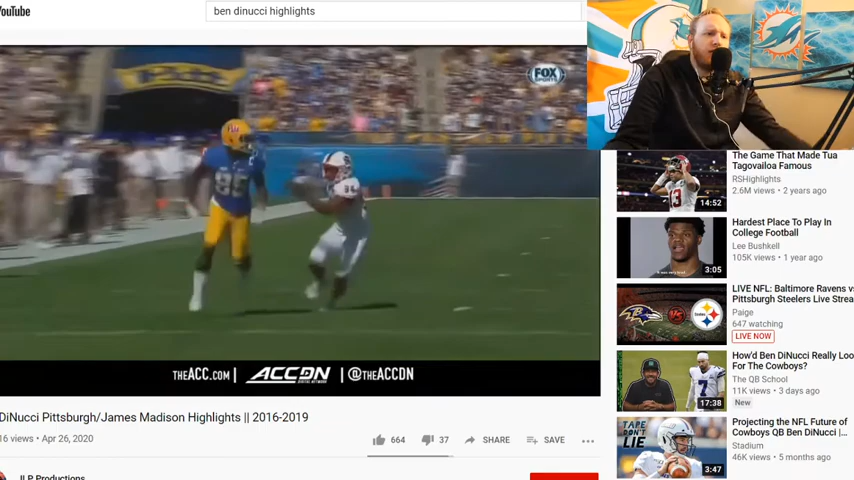 YouTube
ben dinucci highlights
FOX
SPORTS
THEACC.COM | ACCDN | @THEACCDN
DiNucci Pittsburgh/James Madison Highlights || 2016-2019
16 views • Apr 26, 2020
664
37
SHARE
SAVE
JLP Productions
The Game That Made Tua
Tagovailoa Famous
RSHighlights
2.6M views • 2 years ago
14:52
Hardest Place To Play In
College Football
Lee Bushkell
105K views • 1 year ago
3:05
LIVE NFL: Baltimore Ravens vs
Pittsburgh Steelers Live Strea
Paige
647 watching
LIVE NOW
How'd Ben DiNucci Really Loo
For The Cowboys?
The QB School
11K views • 3 days ago
New
17:38
TAPE DON'T LIE
Projecting the NFL Future of
Cowboys QB Ben DiNucci |...
Stadium
46K views • 5 months ago
3:47